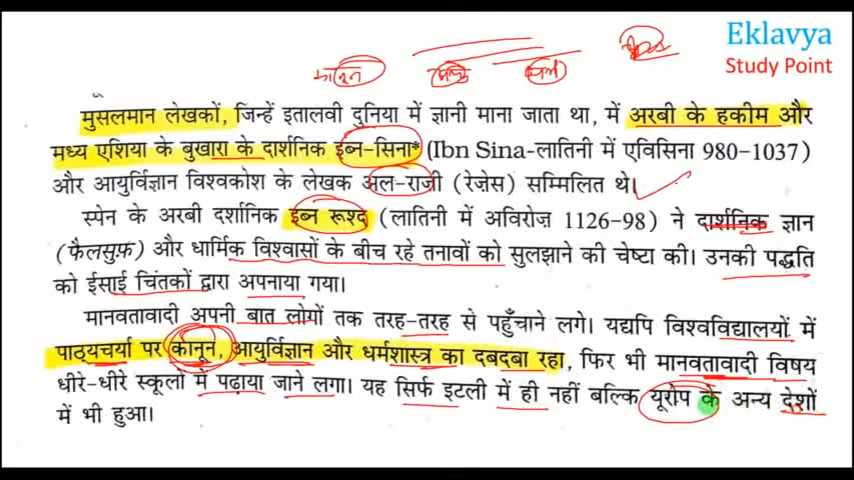 Eklavya
Study Point
कानून
मुसलमान लेखकों, जिन्हें इतालवी दुनिया में ज्ञानी माना जाता था, में अरबी के हकीम और
मध्य एशिया के बुखारा के दार्शनिक इब्न-सिना* (Ibn Sina-लातिनी में एविसिना 980-1037)
और आयुर्विज्ञान विश्वकोश के लेखक अल-राजी (रेज़ेस) सम्मिलित थे।
स्पेन के अरबी दर्शानिक इब्न रूश्द (लातिनी में अविरोज़ 1126-98) ने दार्शनिक ज्ञान
(फ़ैलसुफ़) और धार्मिक विश्वासों के बीच रहे तनावों को सुलझाने की चेष्टा की। उनकी पद्धति
को ईसाई चिंतकों द्वारा अपनाया गया।
मानवतावादी अपनी बात लोगों तक तरह-तरह से पहुँचाने लगे। यद्यपि विश्वविद्यालयों में
पाठ्यचर्या पर कानून, आयुर्विज्ञान और धर्मशास्त्र का दबदबा रहा, फिर भी मानवतावादी विषय
धीरे-धीरे स्कूलों में पढ़ाया जाने लगा। यह सिर्फ इटली में ही नहीं बल्कि यूरोप के अन्य देशों
में भी हुआ।